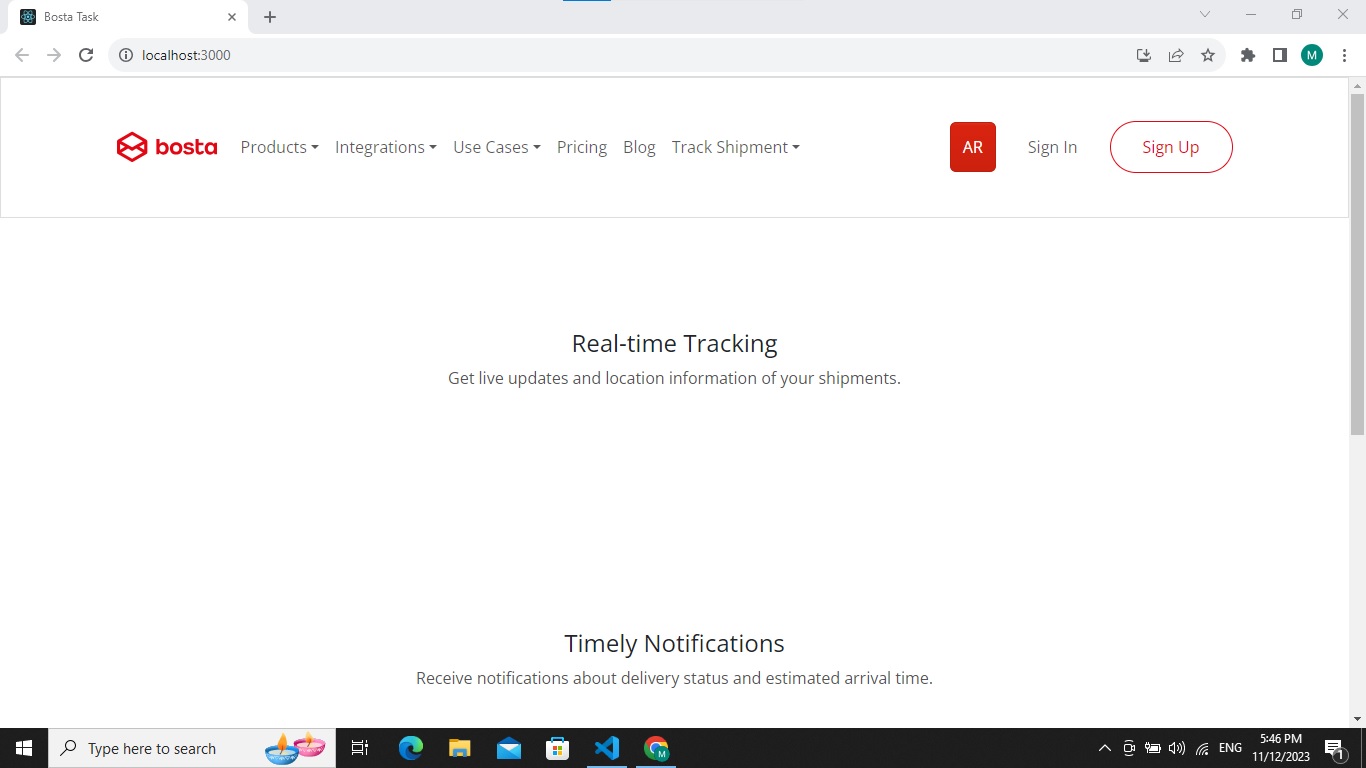 Bosta Task
localhost:3000
M
bosta Products Integrations Use Cases Pricing Blog Track Shipment AR Sign In Sign Up
Real-time Tracking
Get live updates and location information of your shipments.
Timely Notifications
Receive notifications about delivery status and estimated arrival time.
Type here to search
M
ENG
5:46 PM
11/12/2023
1